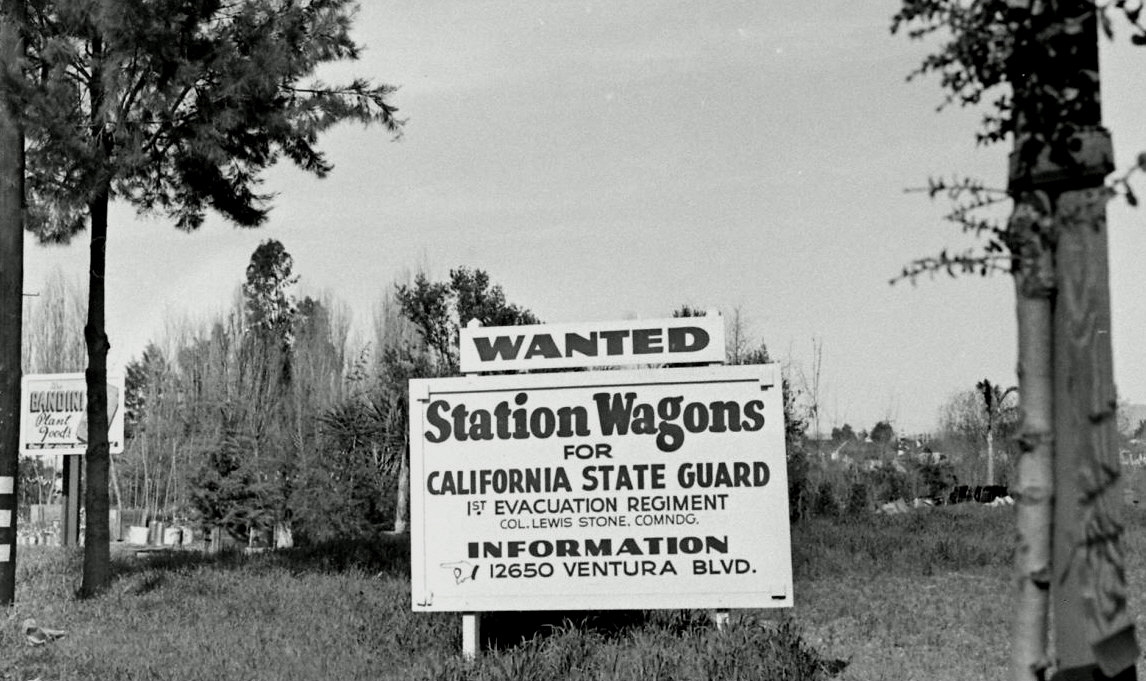 WANTED
Station Wagons
FOR
CALIFORNIA STATE GUARD
1ST EVACUATION REGIMENT
COL. LEWIS STONE, COMNDG.
INFORMATION
12650 VENTURA BLVD.
BANDINI
Plant
Foods